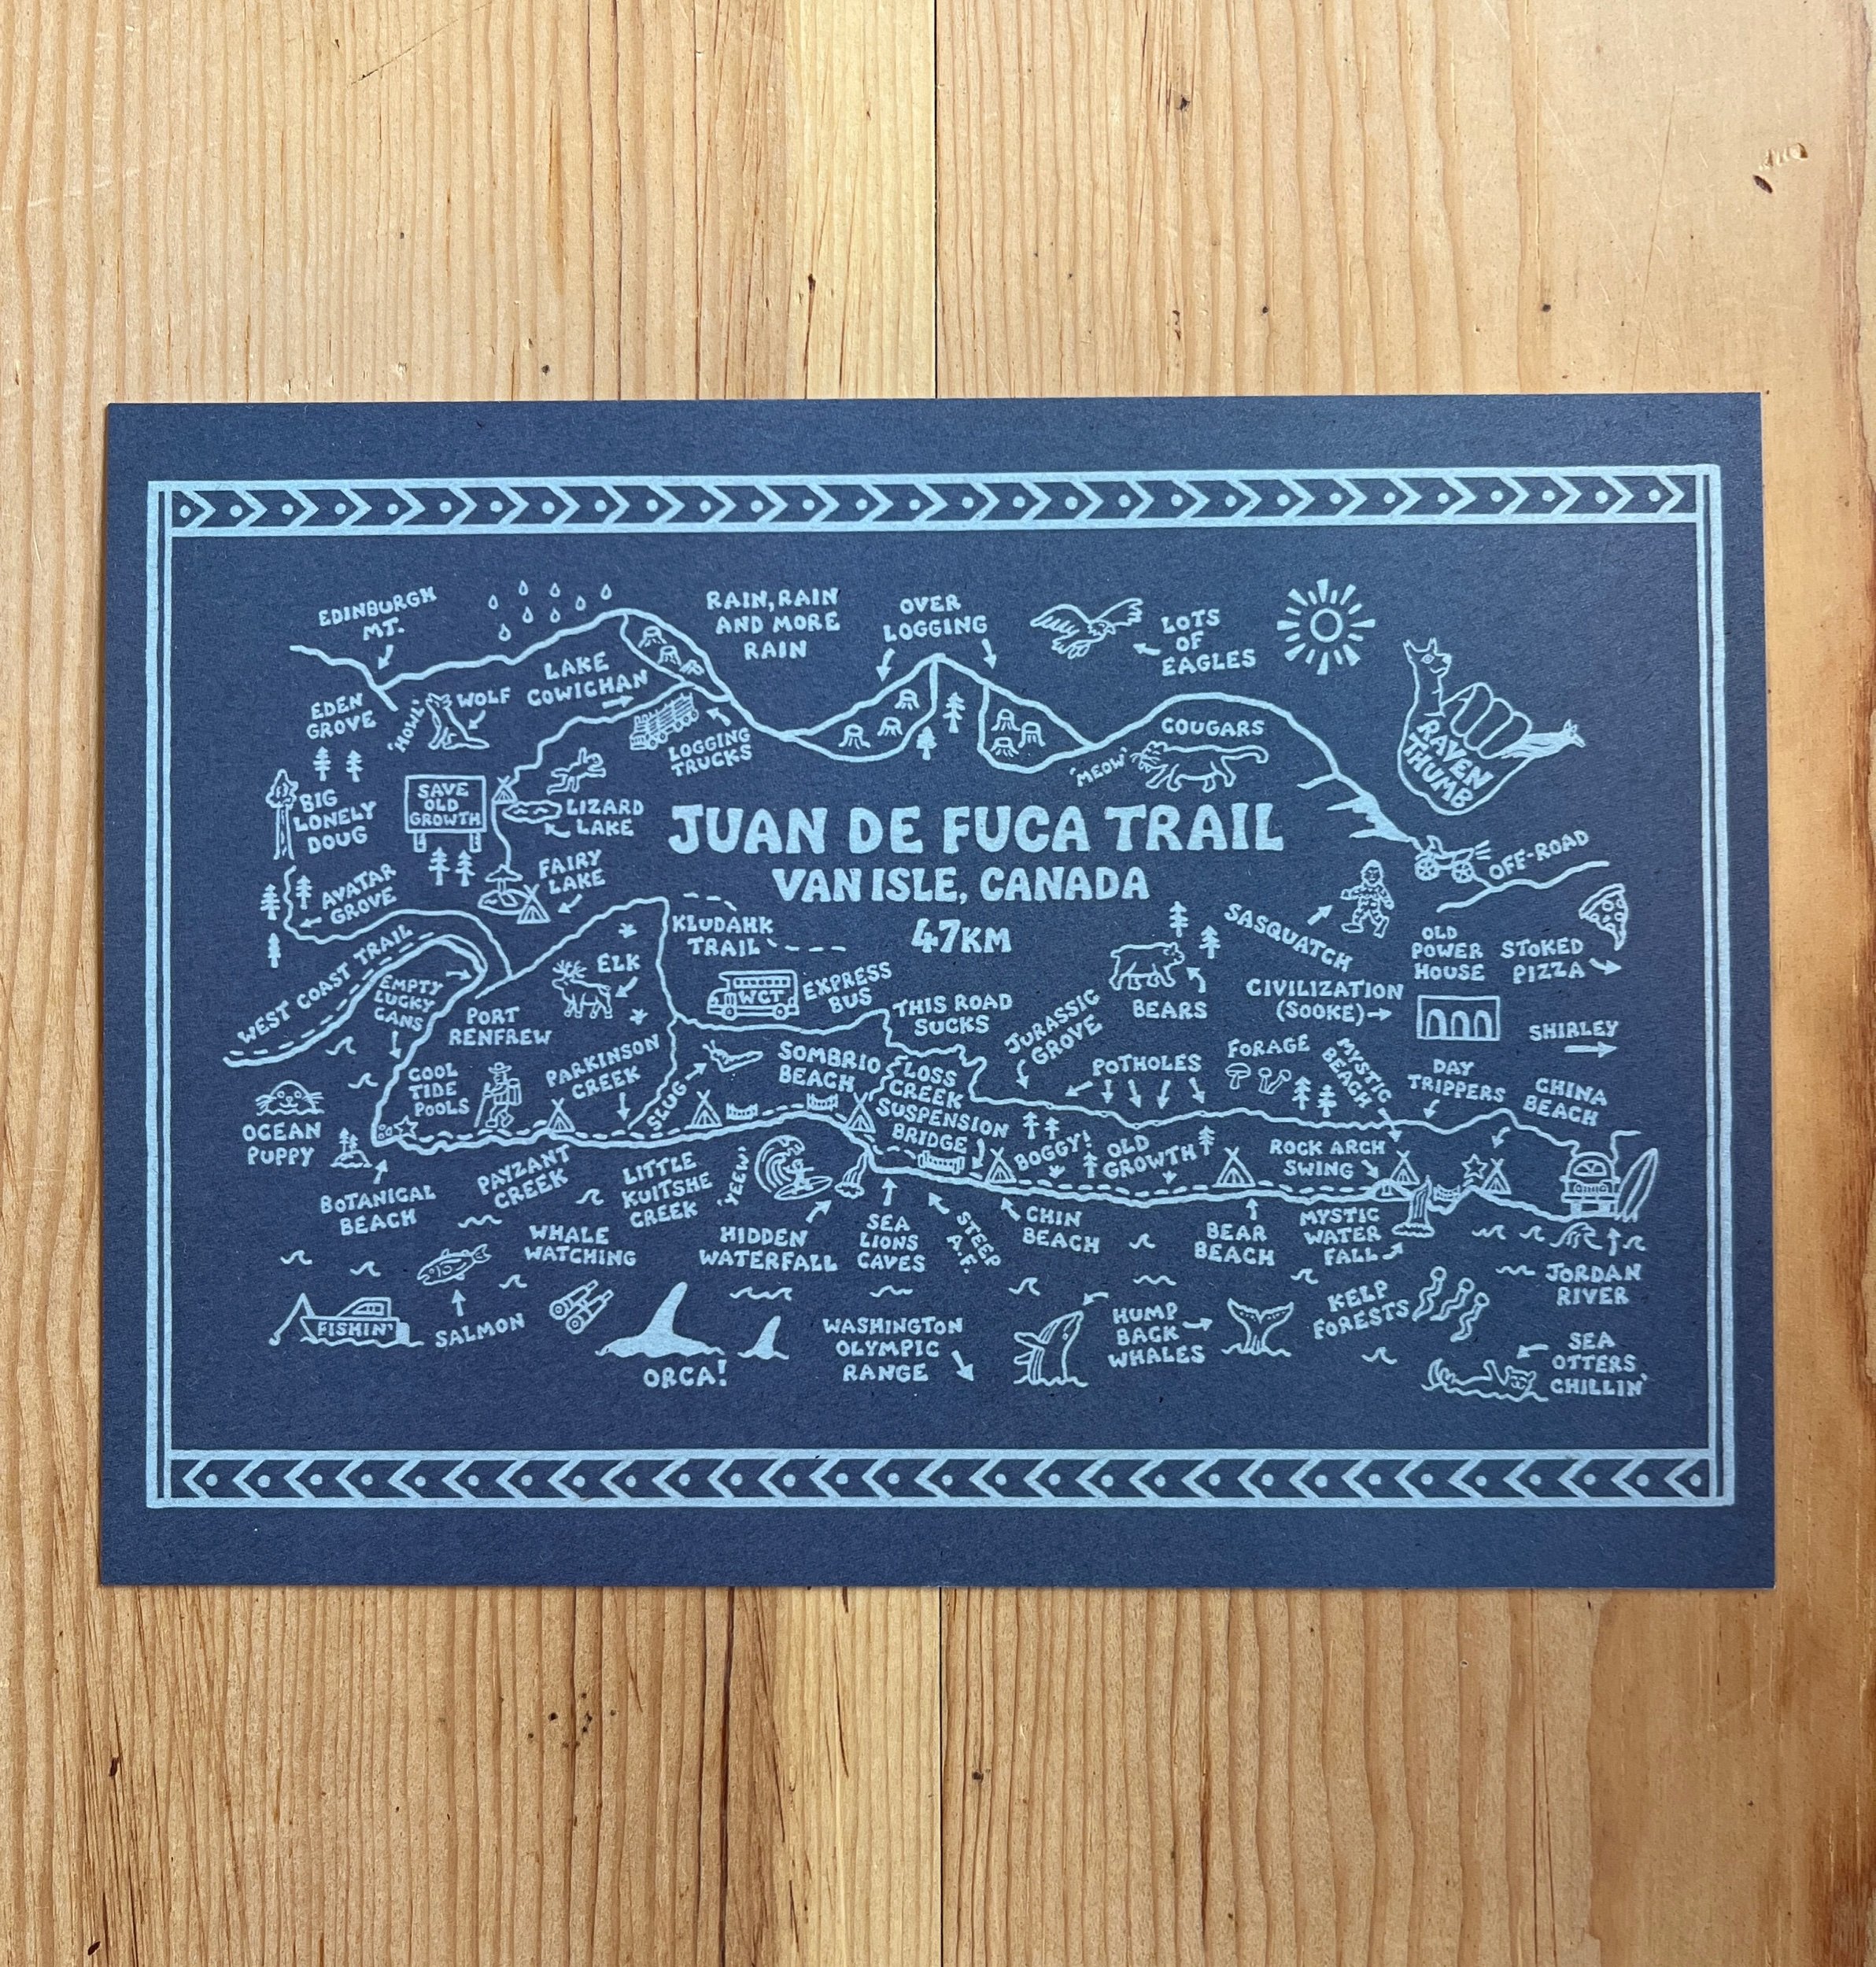 EDINBURGH
MT.
RAIN, RAIN
AND MORE
RAIN
OVER
LOGGING
LOTS
OF
EAGLES
EDEN
GROVE
'HOWL'
WOLF
LAKE
COWICHAN
LOGGING
TRUCKS
COUGARS
'MEOW'
RAVEN
THUMB
BIG
LONELY
DOUG
SAVE
OLD
GROWTH
LIZARD
LAKE
JUAN DE FUCA TRAIL
VAN ISLE, CANADA
47KM
OFF-ROAD
AVATAR
GROVE
FAIRY
LAKE
KLUDAHK
TRAIL
SASQUATCH
OLD
POWER
HOUSE
STOKED
PIZZA
WEST COAST TRAIL
EMPTY
LUCKY
CANS
ELK
PORT
RENFREW
WCT
EXPRESS
BUS
THIS ROAD
SUCKS
JURASSIC
GROVE
BEARS
CIVILIZATION
(SOOKE)
SHIRLEY
COOL
TIDE
POOLS
PARKINSON
CREEK
SLUG
SOMBRIO
BEACH
LOSS
CREEK
SUSPENSION
BRIDGE
POTHOLES
FORAGE
MYSTIC
BEACH
DAY
TRIPPERS
CHINA
BEACH
OCEAN
PUPPY
BOTANICAL
BEACH
PAYZANT
CREEK
LITTLE
KUITSHE
CREEK
'YEEW'
BOGGY!
OLD
GROWTH
ROCK ARCH
SWING
HIDDEN
WATERFALL
SEA
LIONS
CAVES
STEEP
A.F.
CHIN
BEACH
BEAR
BEACH
MYSTIC
WATER
FALL
JORDAN
RIVER
WHALE
WATCHING
FISHIN'
SALMON
ORCA!
WASHINGTON
OLYMPIC
RANGE
HUMP
BACK
WHALES
KELP
FORESTS
SEA
OTTERS
CHILLIN'